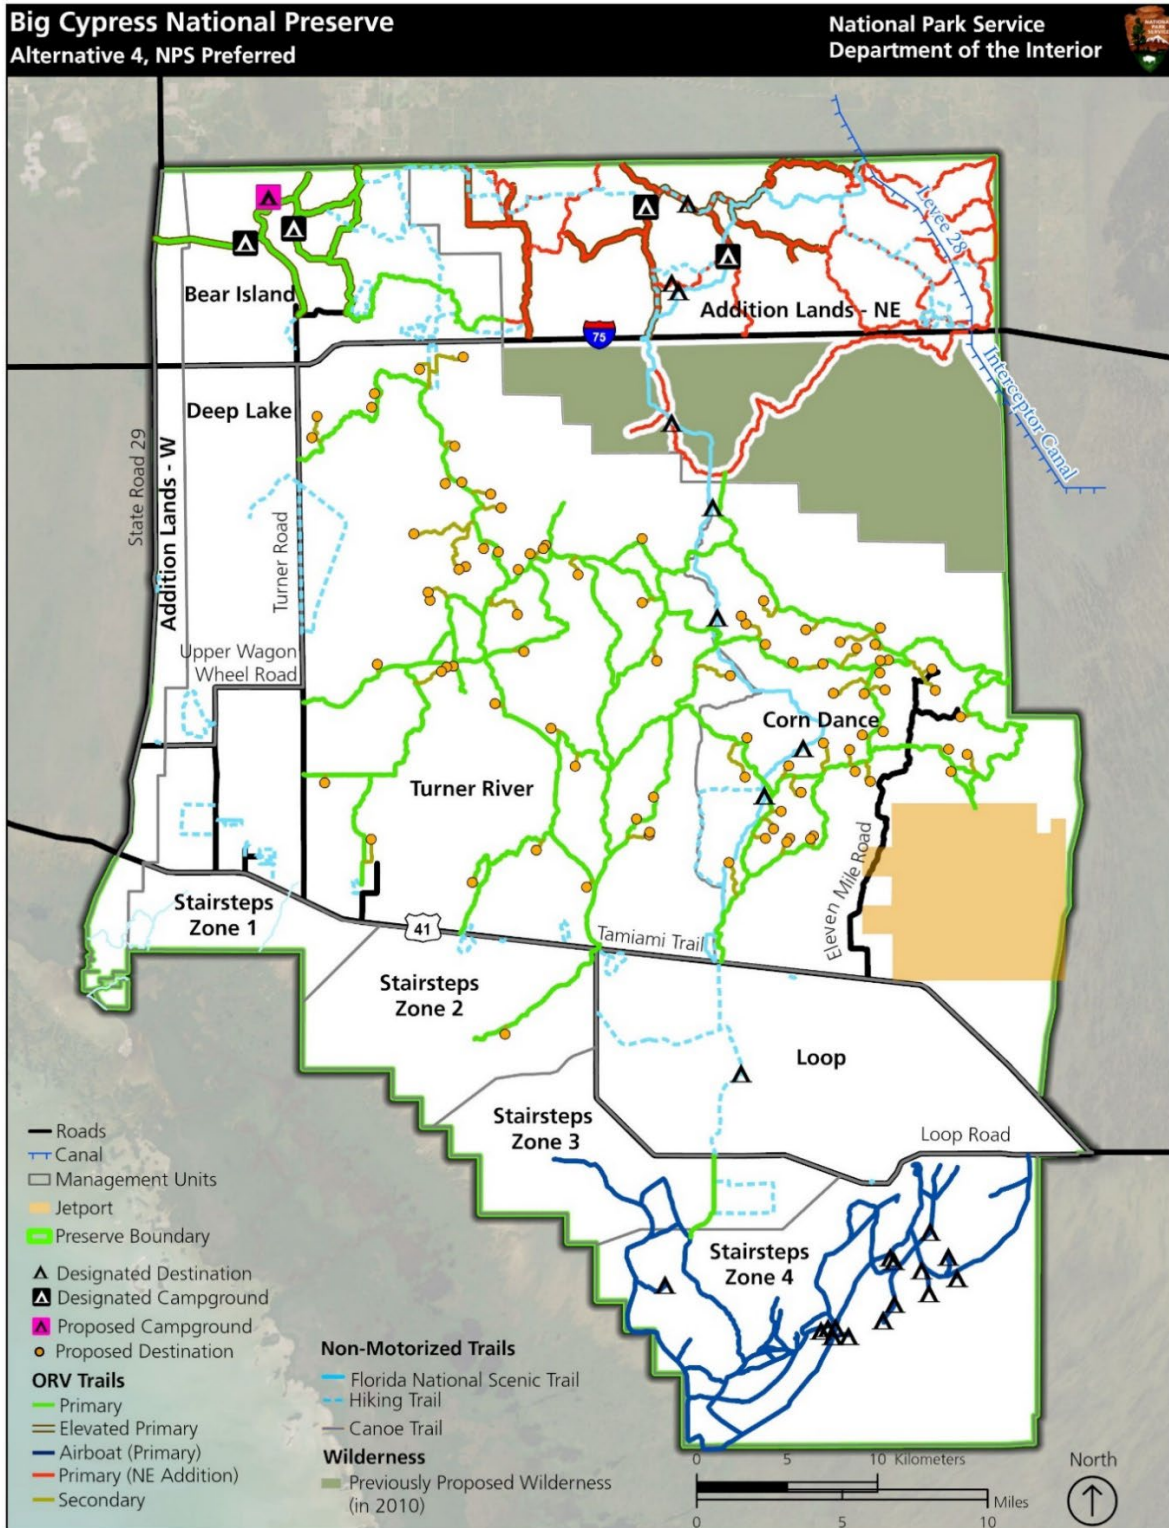 Big Cypress National Preserve
Alternative 4, NPS Preferred
National Park Service
Department of the Interior
NATIONAL
PARK
SERVICE
Levee 28
Bear Island
Addition Lands - NE
75
Interceptor Canal
Deep Lake
State Road 29
Addition Lands - W
Turner Road
Upper Wagon
Wheel Road
Corn Dance
Turner River
Eleven Mile Road
Stairsteps
Zone 1
41
Tamiami Trail
Stairsteps
Zone 2
Loop
Stairsteps
Zone 3
Loop Road
Stairsteps
Zone 4
Roads
Canal
Management Units
Jetport
Preserve Boundary
Designated Destination
Designated Campground
Proposed Campground
Proposed Destination
ORV Trails
Primary
Elevated Primary
Airboat (Primary)
Primary (NE Addition)
Secondary
Non-Motorized Trails
Florida National Scenic Trail
Hiking Trail
Canoe Trail
Wilderness
Previously Proposed Wilderness
(in 2010)
0 5 10 Kilometers
Miles
0 5 10
North